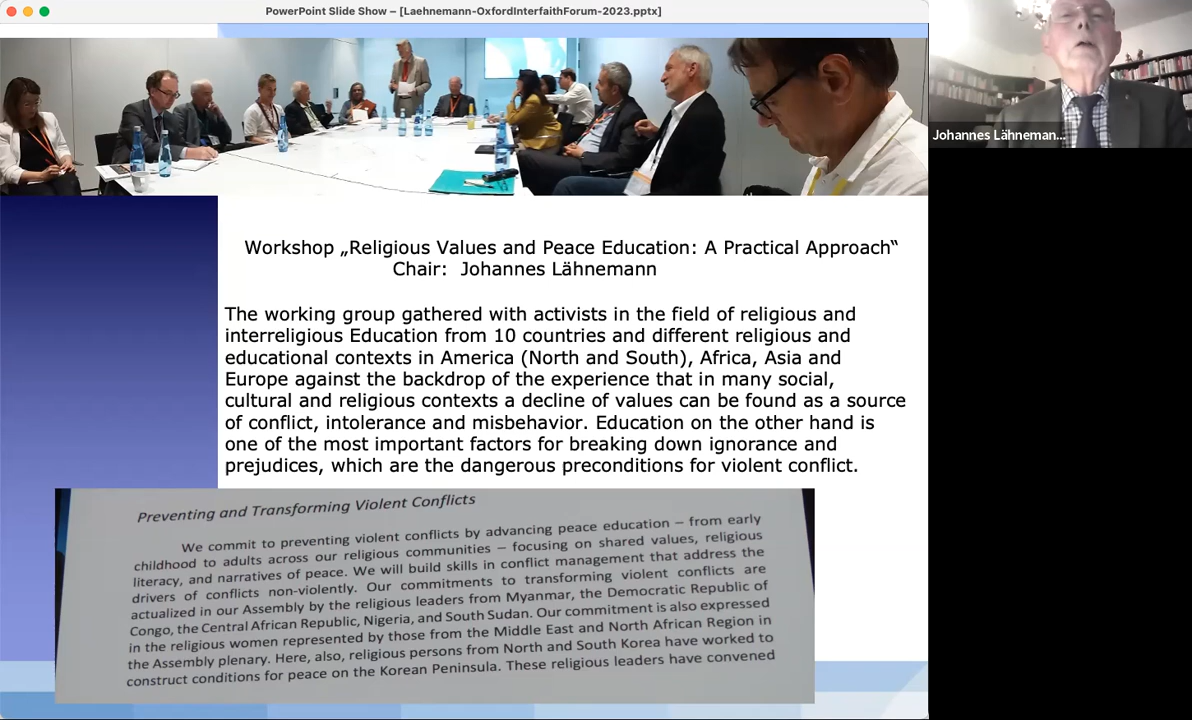 PowerPoint Slide Show – [Laehnemann-OxfordInterfaithForum-2023.pptx]
Johannes Lähneman...
Workshop „Religious Values and Peace Education: A Practical Approach“
Chair: Johannes Lähnemann
The working group gathered with activists in the field of religious and
interreligious Education from 10 countries and different religious and
educational contexts in America (North and South), Africa, Asia and
Europe against the backdrop of the experience that in many social,
cultural and religious contexts a decline of values can be found as a source
of conflict, intolerance and misbehavior. Education on the other hand is
one of the most important factors for breaking down ignorance and
prejudices, which are the dangerous preconditions for violent conflict.
Preventing and Transforming Violent Conflicts
We commit to preventing violent conflicts by advancing peace education – from early
childhood to adults across our religious communities – focusing on shared values, religious
literacy, and narratives of peace. We will build skills in conflict management that address the
drivers of conflicts non-violently. Our commitments to transforming violent conflicts are
actualized in our Assembly by the religious leaders from Myanmar, the Democratic Republic of
Congo, the Central African Republic, Nigeria, and South Sudan. Our commitment is also expressed
in the religious women represented by those from the Middle East and North African Region in
the Assembly plenary. Here, also, religious persons from North and South Korea have worked to
construct conditions for peace on the Korean Peninsula. These religious leaders have convened